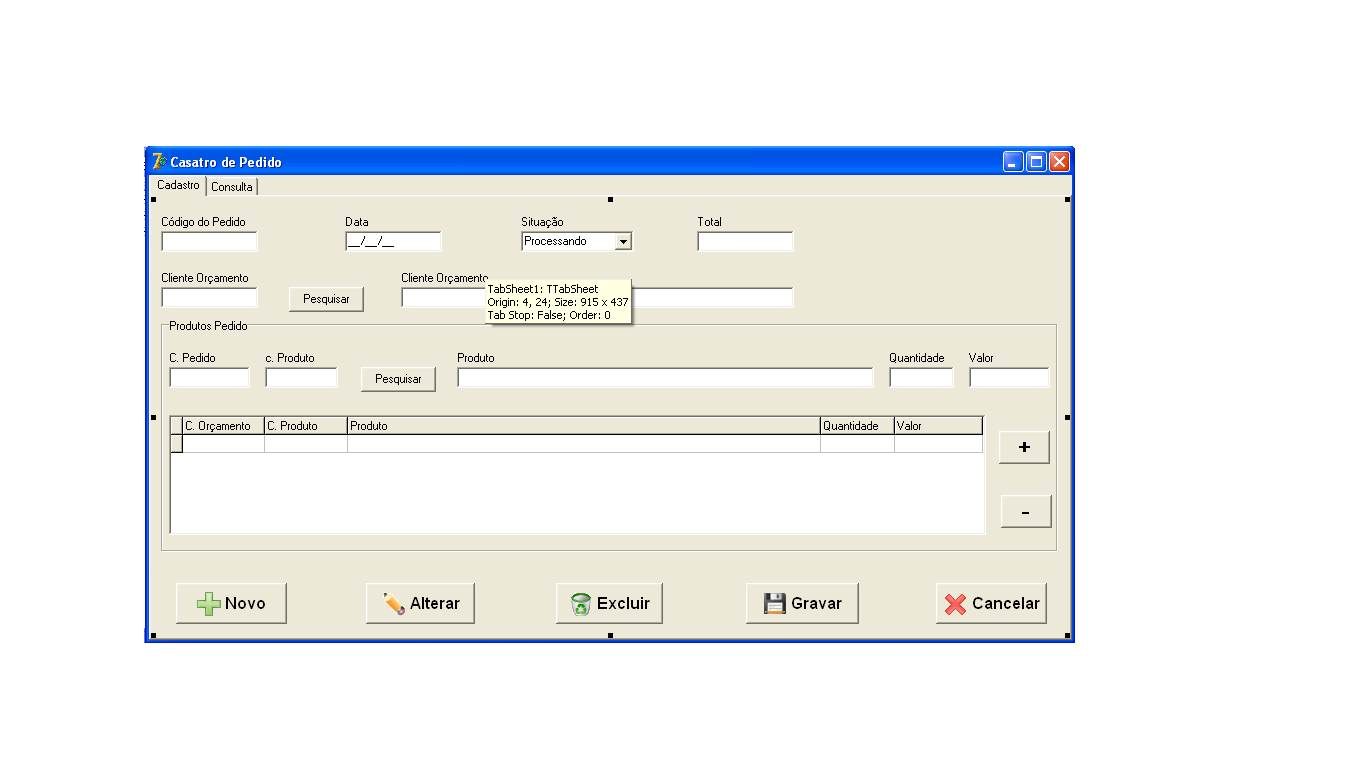 Casatro de Pedido
Cadastro Consulta
Código do Pedido Data Situação Total
__/__/__ Processando
Cliente Orçamento Cliente Orçamento
Pesquisar
TabSheet1: TTabSheet
Origin: 4, 24; Size: 915 x 437
Tab Stop: False; Order: 0
Produtos Pedido
C. Pedido c. Produto Produto Quantidade Valor
Pesquisar
C. Orçamento C. Produto Produto Quantidade Valor
+
-
Novo Alterar Excluir Gravar Cancelar